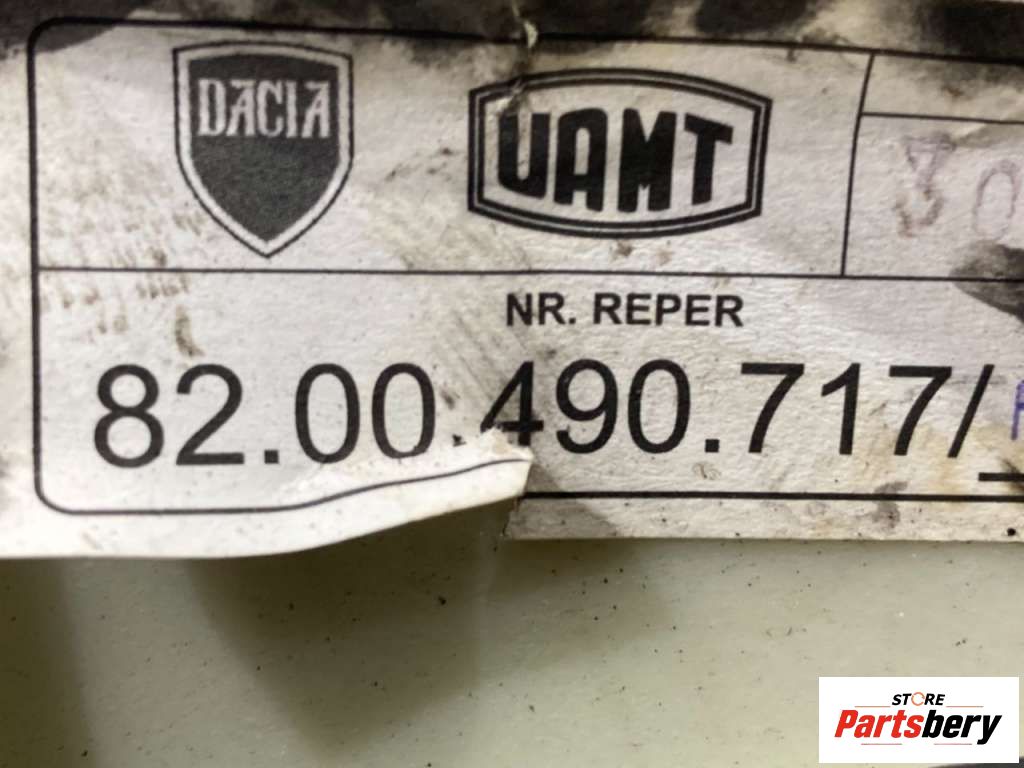 DACIA
UAMT
NR. REPER
82.00.490.717/
STORE
Partsbery